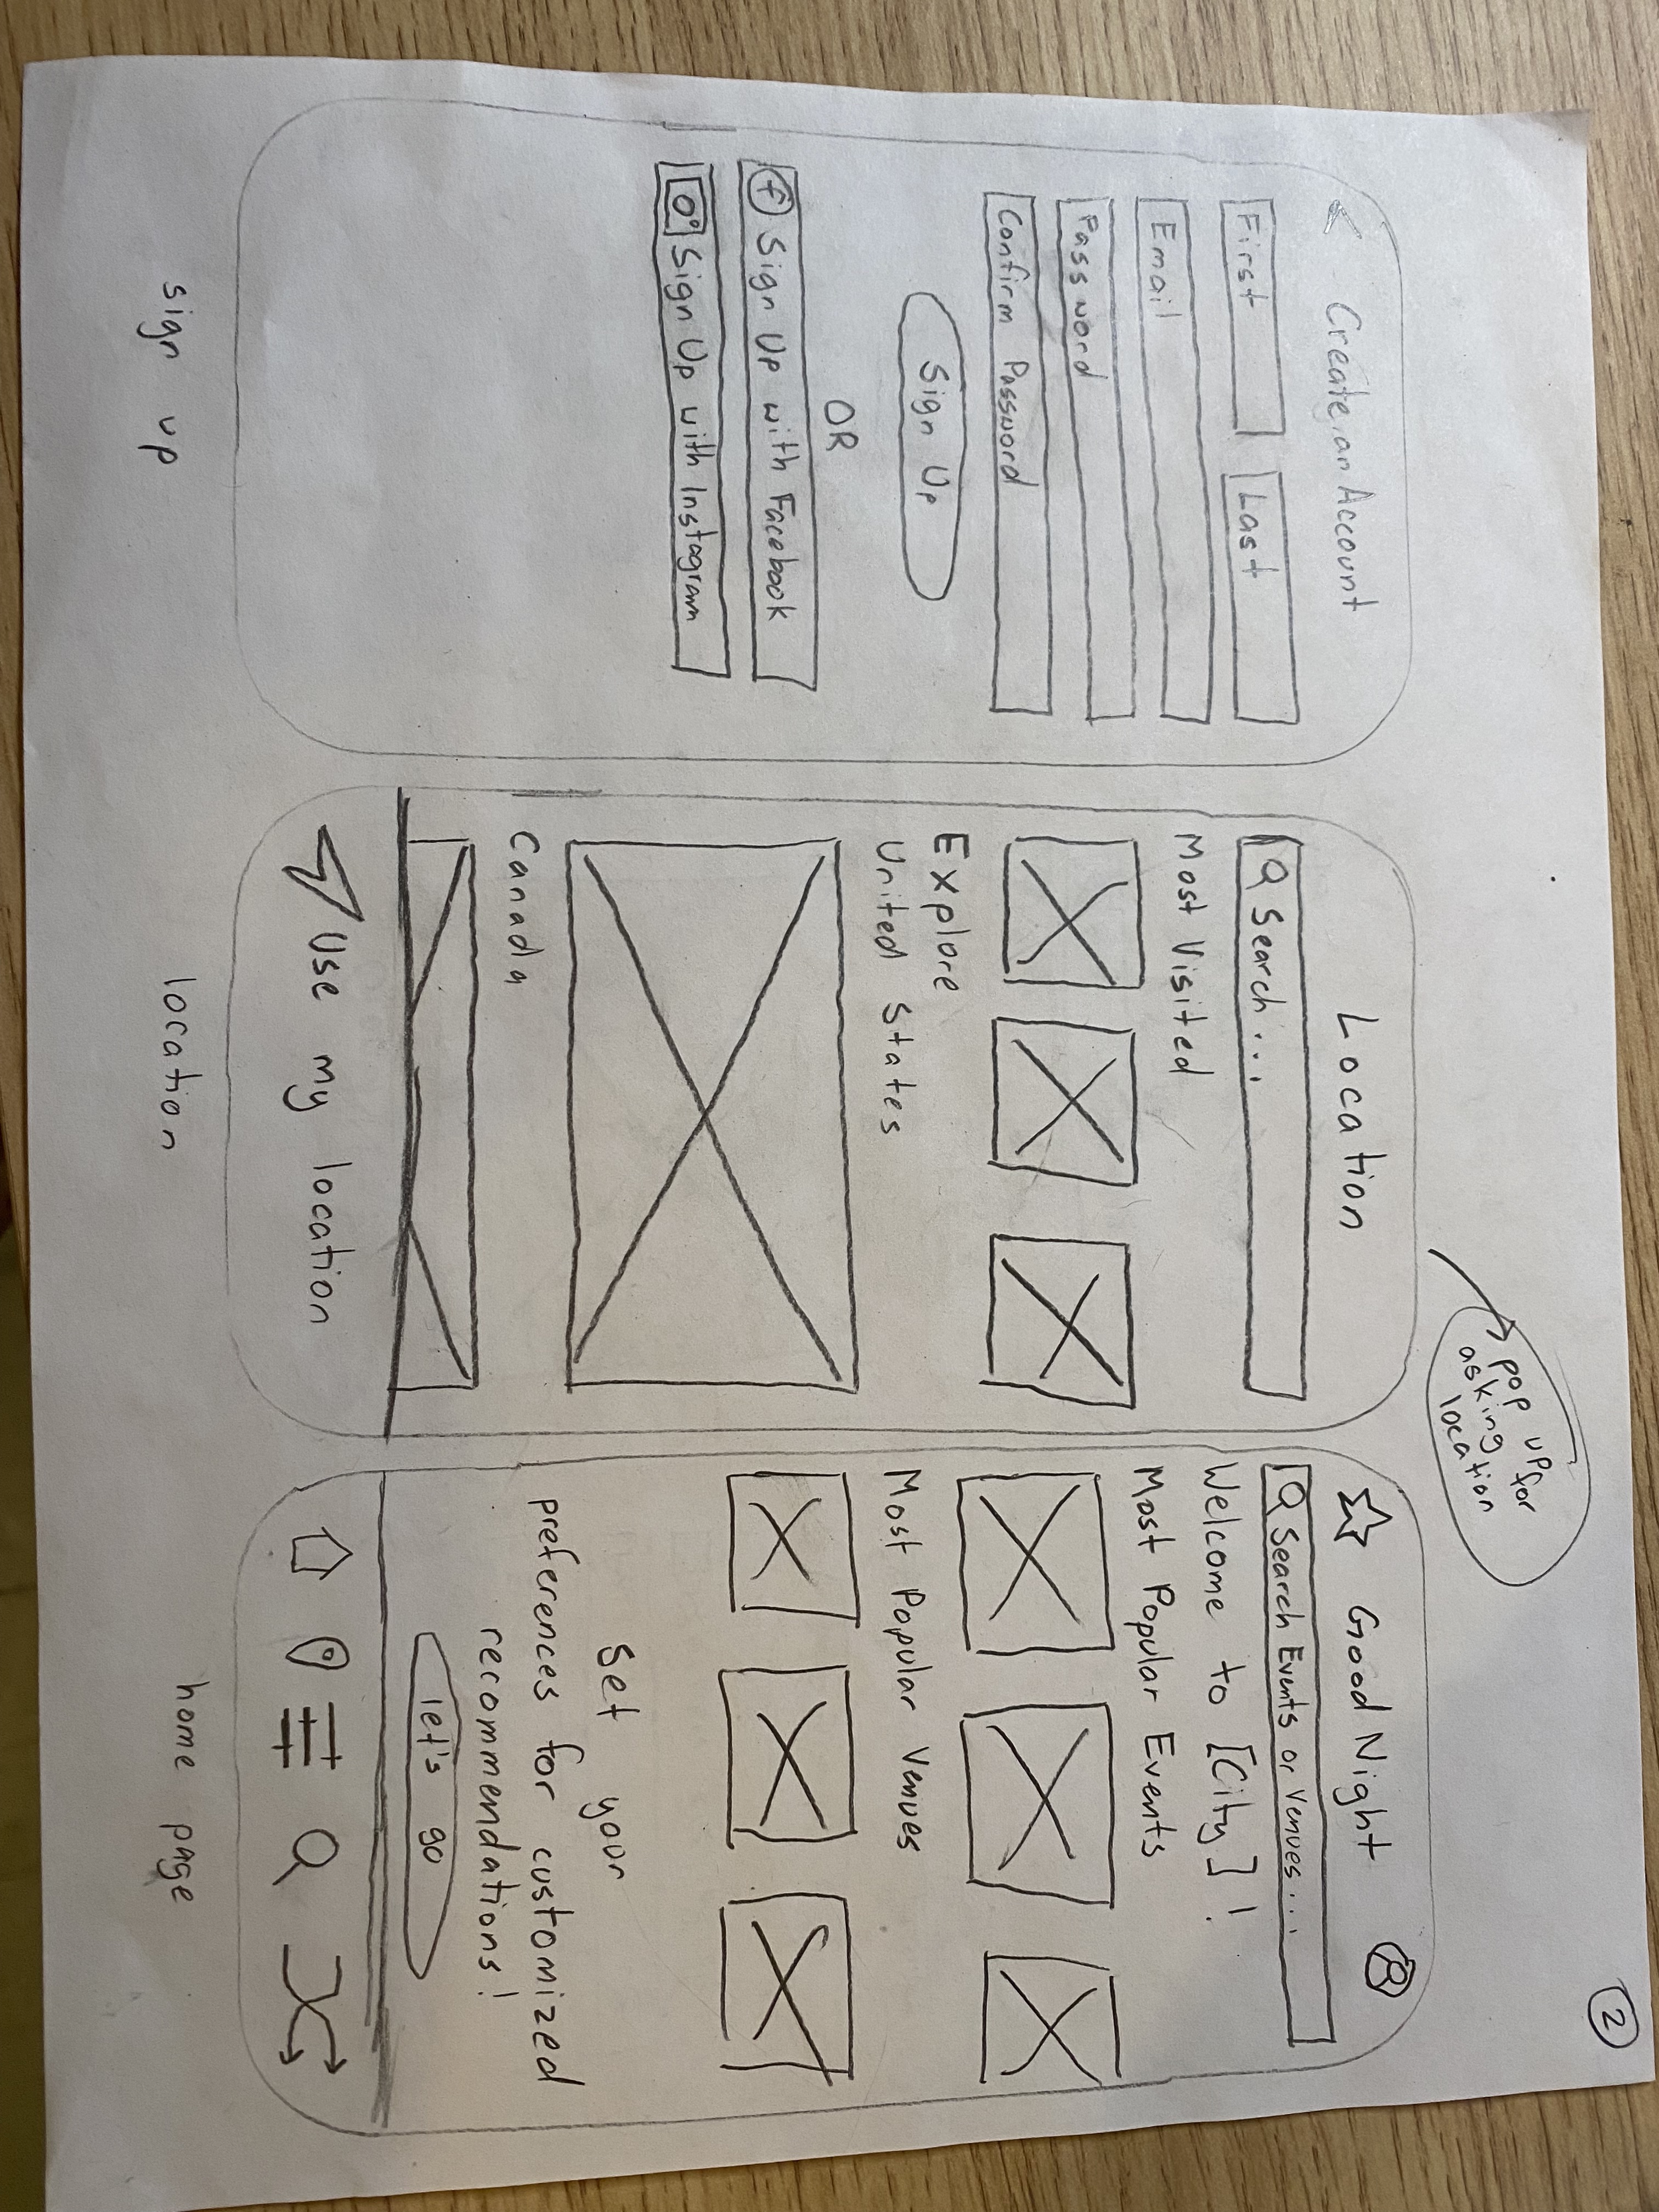 2
pop up
asking for
location
Create an Account
First
Last
Email
Password
Confirm Password
Sign Up
OR
f Sign Up with Facebook
Sign Up with Instagram
sign up
Location
Search ...
Most Visited
Explore
United States
Canada
Use my location
location
Good Night
Search Events or Venues ...
Welcome to [City] !
Most Popular Events
Most Popular Venues
Set your
preferences for customized
recommendations!
let's go
home page